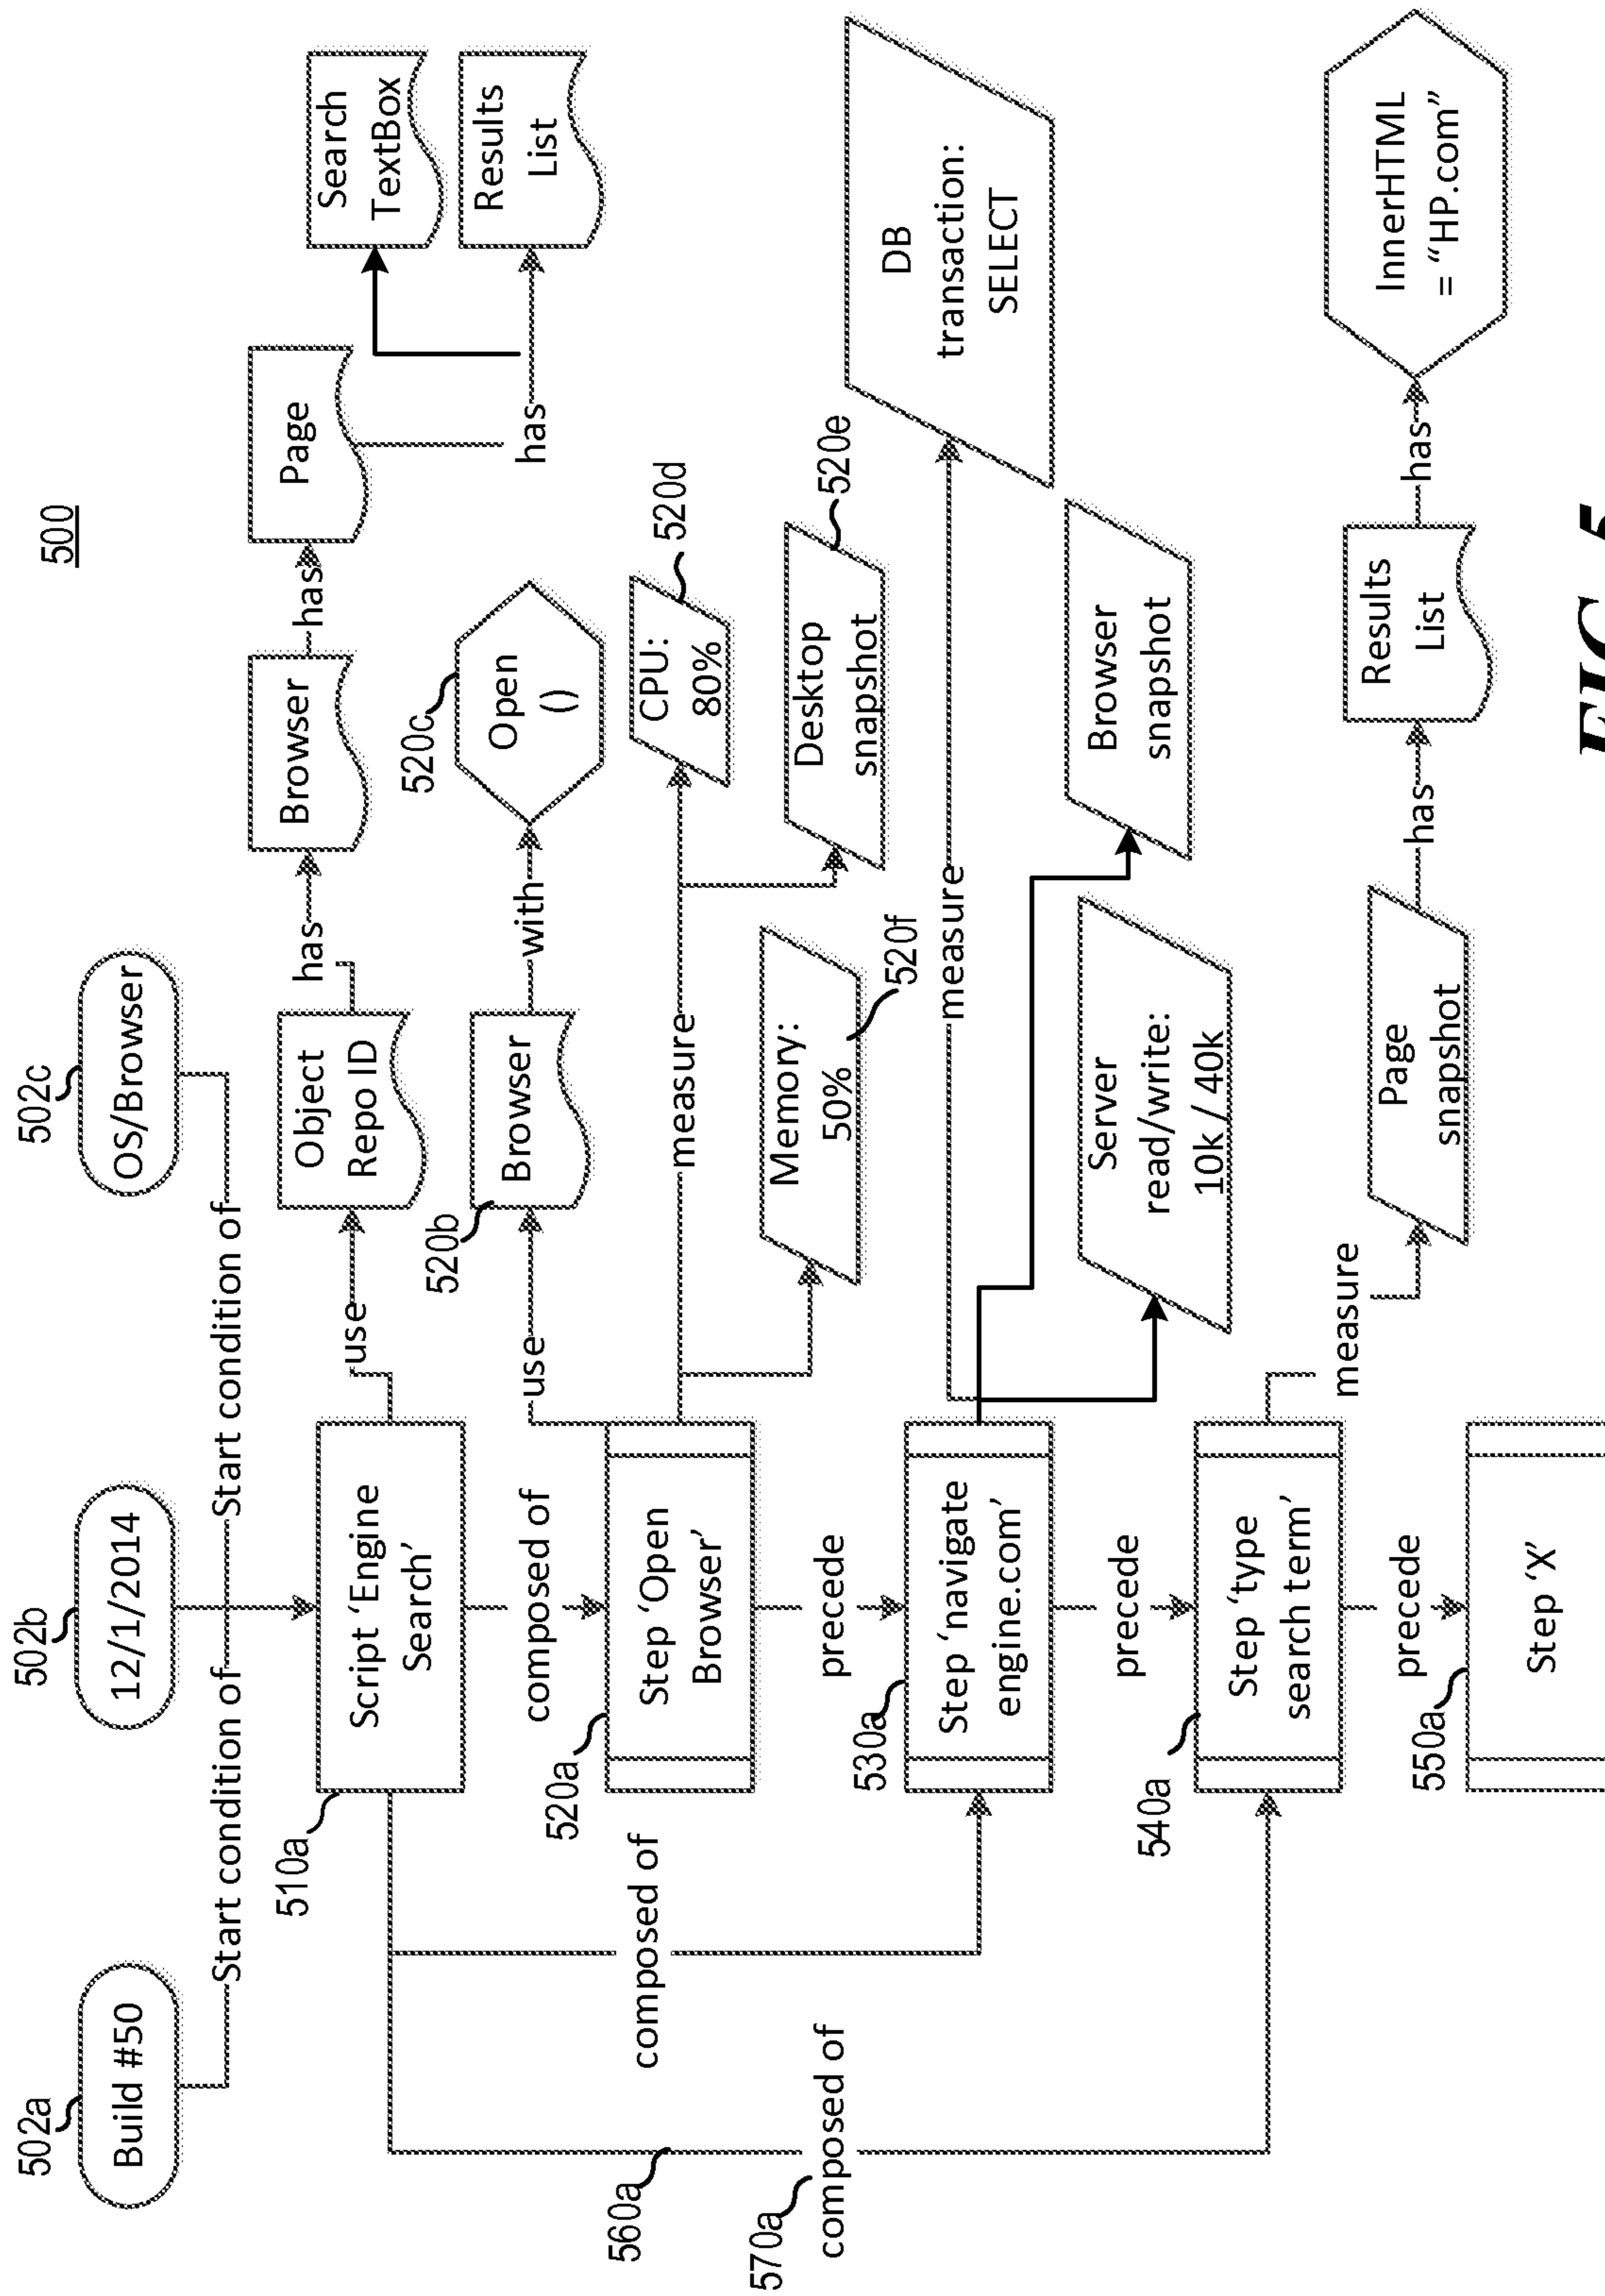 500
502a
502b
502c
Build #50
12/1/2014
OS/Browser
Start condition of
Start condition of
510a
Script ‘Engine
Search’
use
Object
Repo ID
has
Browser
has
Page
has
Search
TextBox
Results
List
composed of
520a
Step ‘Open
Browser’
use
520b
Browser
with
520c
Open
()
measure
CPU:
80%
520d
Memory:
50%
520f
Desktop
snapshot
520e
composed of
precede
530a
Step ‘navigate
engine.com’
measure
DB
transaction:
SELECT
Server
read/write:
10k / 40k
Browser
snapshot
560a
570a
composed of
precede
540a
Step ‘type
search term’
measure
Page
snapshot
has
Results
List
has
InnerHTML
= “HP.com”
precede
550a
Step ‘X’
FIG. 5